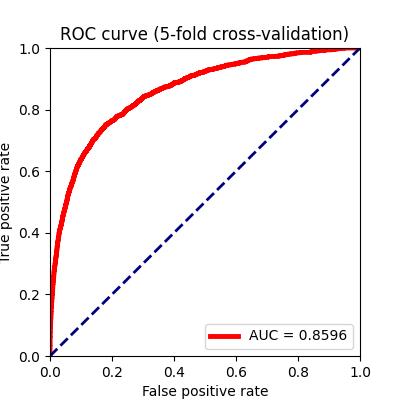 ROC curve (5-fold cross-validation)
1.0
0.8
0.6
0.4
0.2
0.0
True positive rate
AUC = 0.8596
0.0 0.2 0.4 0.6 0.8 1.0
False positive rate